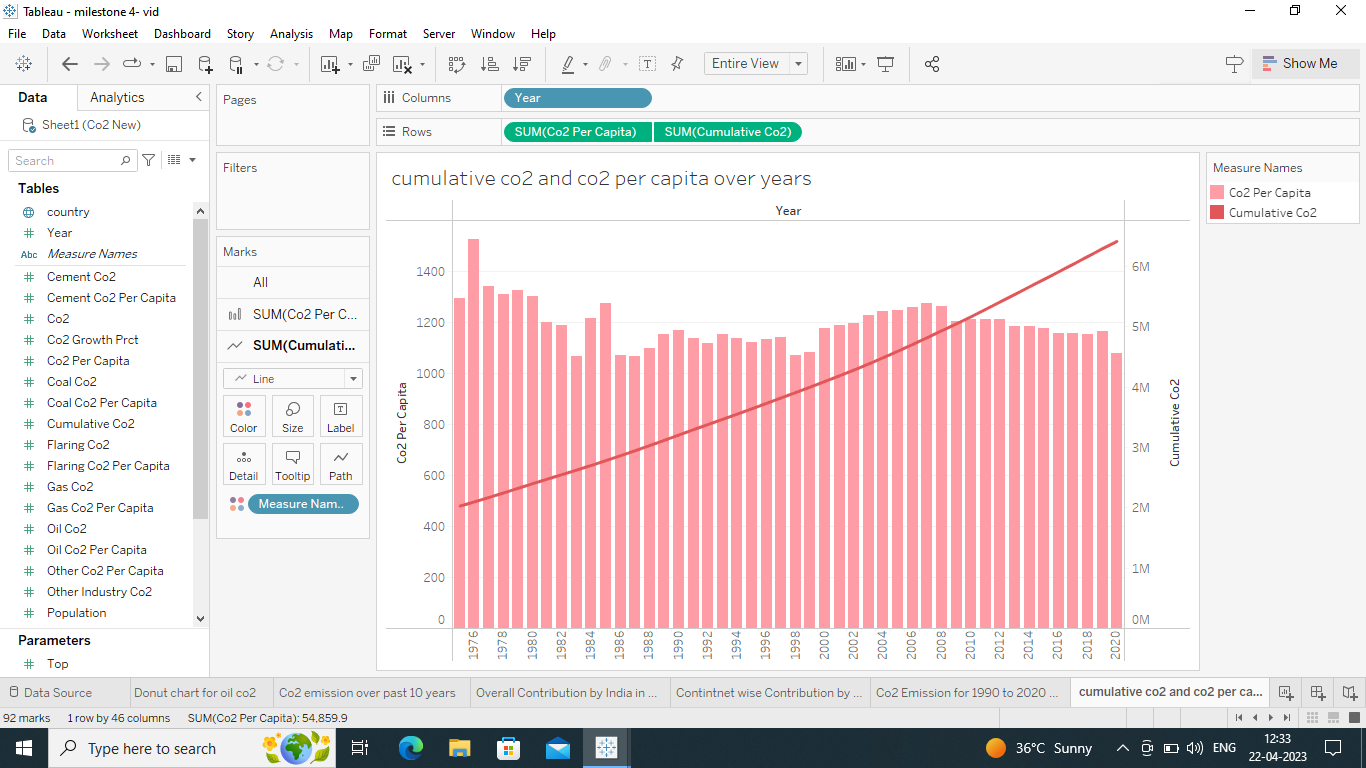 Tableau - milestone 4- vid
File Data Worksheet Dashboard Story Analysis Map Format Server Window Help
Entire View
Show Me
Data Analytics
Sheet1 (Co2 New)
Search
Tables
country
Year
Abc Measure Names
Cement Co2
Cement Co2 Per Capita
Co2
Co2 Growth Prct
Co2 Per Capita
Coal Co2
Coal Co2 Per Capita
Cumulative Co2
Flaring Co2
Flaring Co2 Per Capita
Gas Co2
Gas Co2 Per Capita
Oil Co2
Oil Co2 Per Capita
Other Co2 Per Capita
Other Industry Co2
Population
Parameters
Top
Pages
Filters
Marks
All
SUM(Co2 Per C...
SUM(Cumulati...
Line
Color Size Label
Detail Tooltip Path
Measure Nam..
Columns Year
Rows SUM(Co2 Per Capita) SUM(Cumulative Co2)
cumulative co2 and co2 per capita over years
Year
Co2 Per Capita
1400
1200
1000
800
600
400
200
0
6M
5M
4M
3M
2M
1M
0M
Cumulative Co2
1976 1978 1980 1982 1984 1986 1988 1990 1992 1994 1996 1998 2000 2002 2004 2006 2008 2010 2012 2014 2016 2018 2020
Measure Names
Co2 Per Capita
Cumulative Co2
Data Source Donut chart for oil co2 Co2 emission over past 10 years Overall Contribution by India in ... Contintnet wise Contribution by ... Co2 Emission for 1990 to 2020 ... cumulative co2 and co2 per ca...
92 marks 1 row by 46 columns SUM(Co2 Per Capita): 54,859.9
Type here to search
36°C Sunny
ENG
12:33
22-04-2023